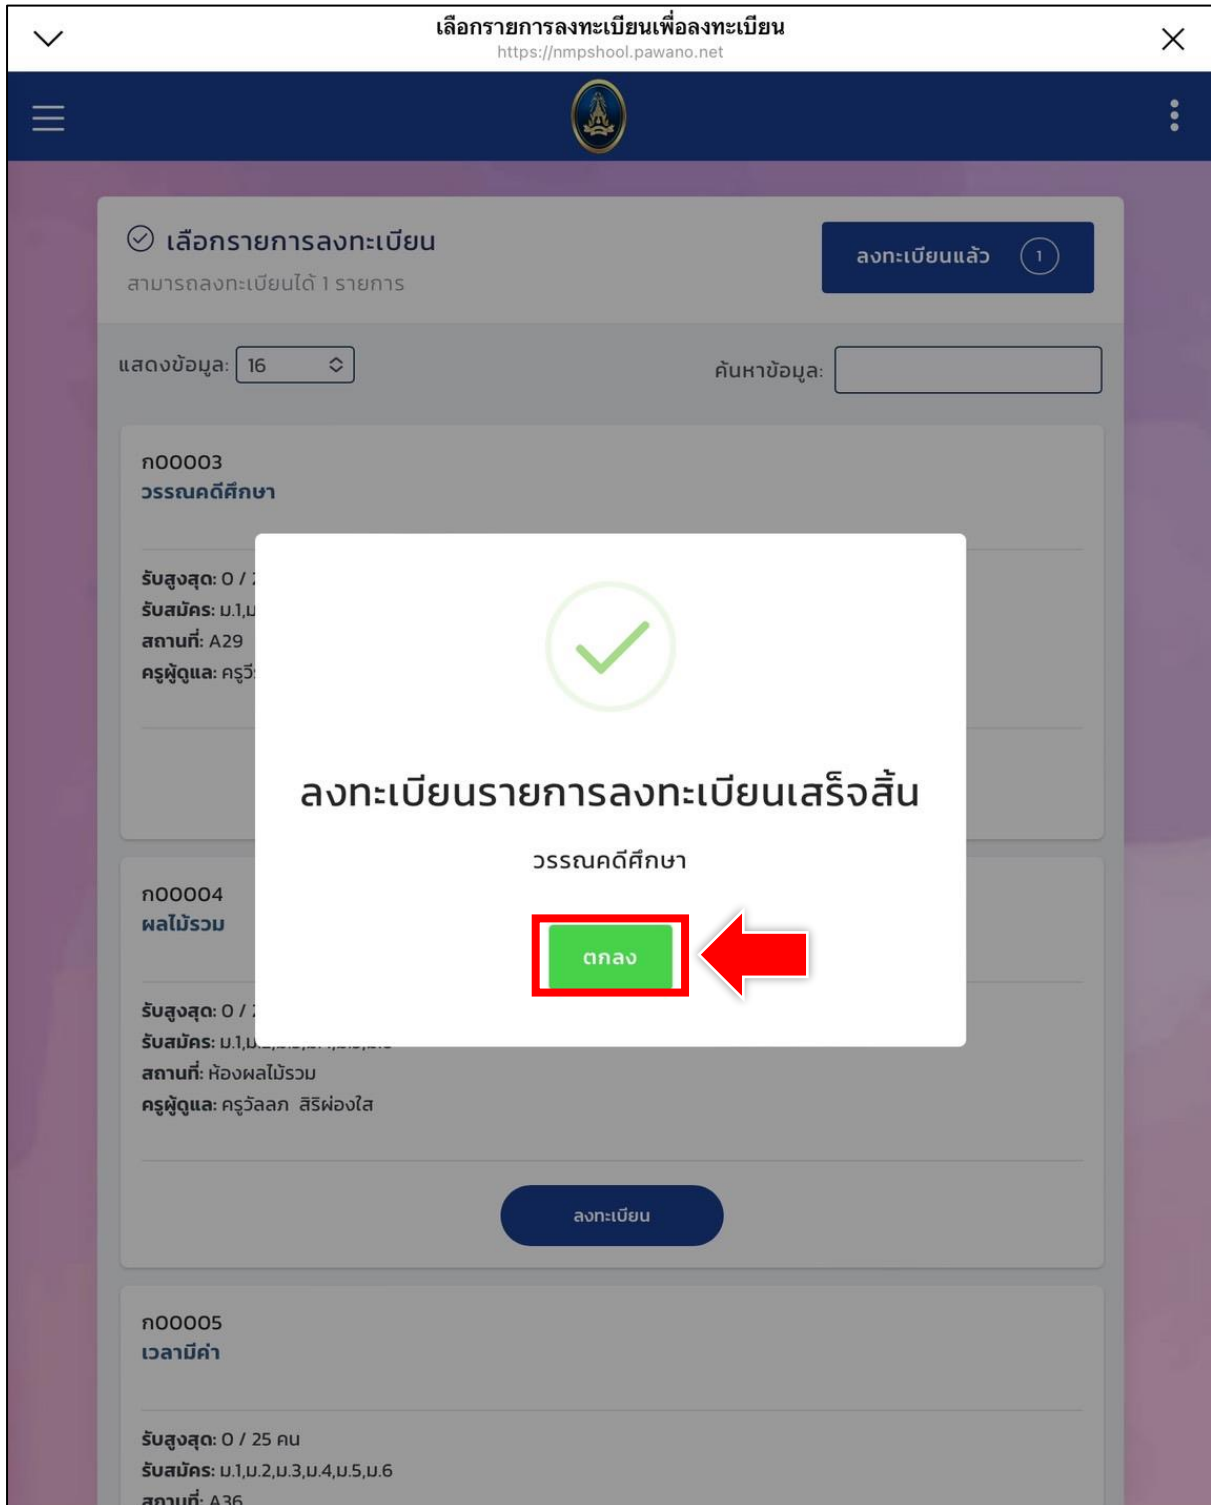 เลือกรายการลงทะเบียนเพื่อลงทะเบียน
https://nmpshool.pawano.net
เลือกรายการลงทะเบียน
สามารถลงทะเบียนได้ 1 รายการ
ลงทะเบียนแล้ว 1
แสดงข้อมูล: 16
ค้นหาข้อมูล:
ก00003
วรรณคดีศึกษา
รับสูงสุด: 0 /
รับสมัคร: ม.1,
สถานที่: A29
ครูผู้ดูแล:
ลงทะเบียนรายการลงทะเบียนเสร็จสิ้น
วรรณคดีศึกษา
ตกลง
ก00004
ผลไม้รวม
รับสูงสุด: 0 /
รับสมัคร: ม.1,
สถานที่: ห้องผลไม้รวม
ครูผู้ดูแล: ครูวัลลภ สิริผ่องใส
ลงทะเบียน
ก00005
เวลามีค่า
รับสูงสุด: 0 / 25 คน
รับสมัคร: ม.1,ม.2,ม.3,ม.4,ม.5,ม.6
สถานที่: A36